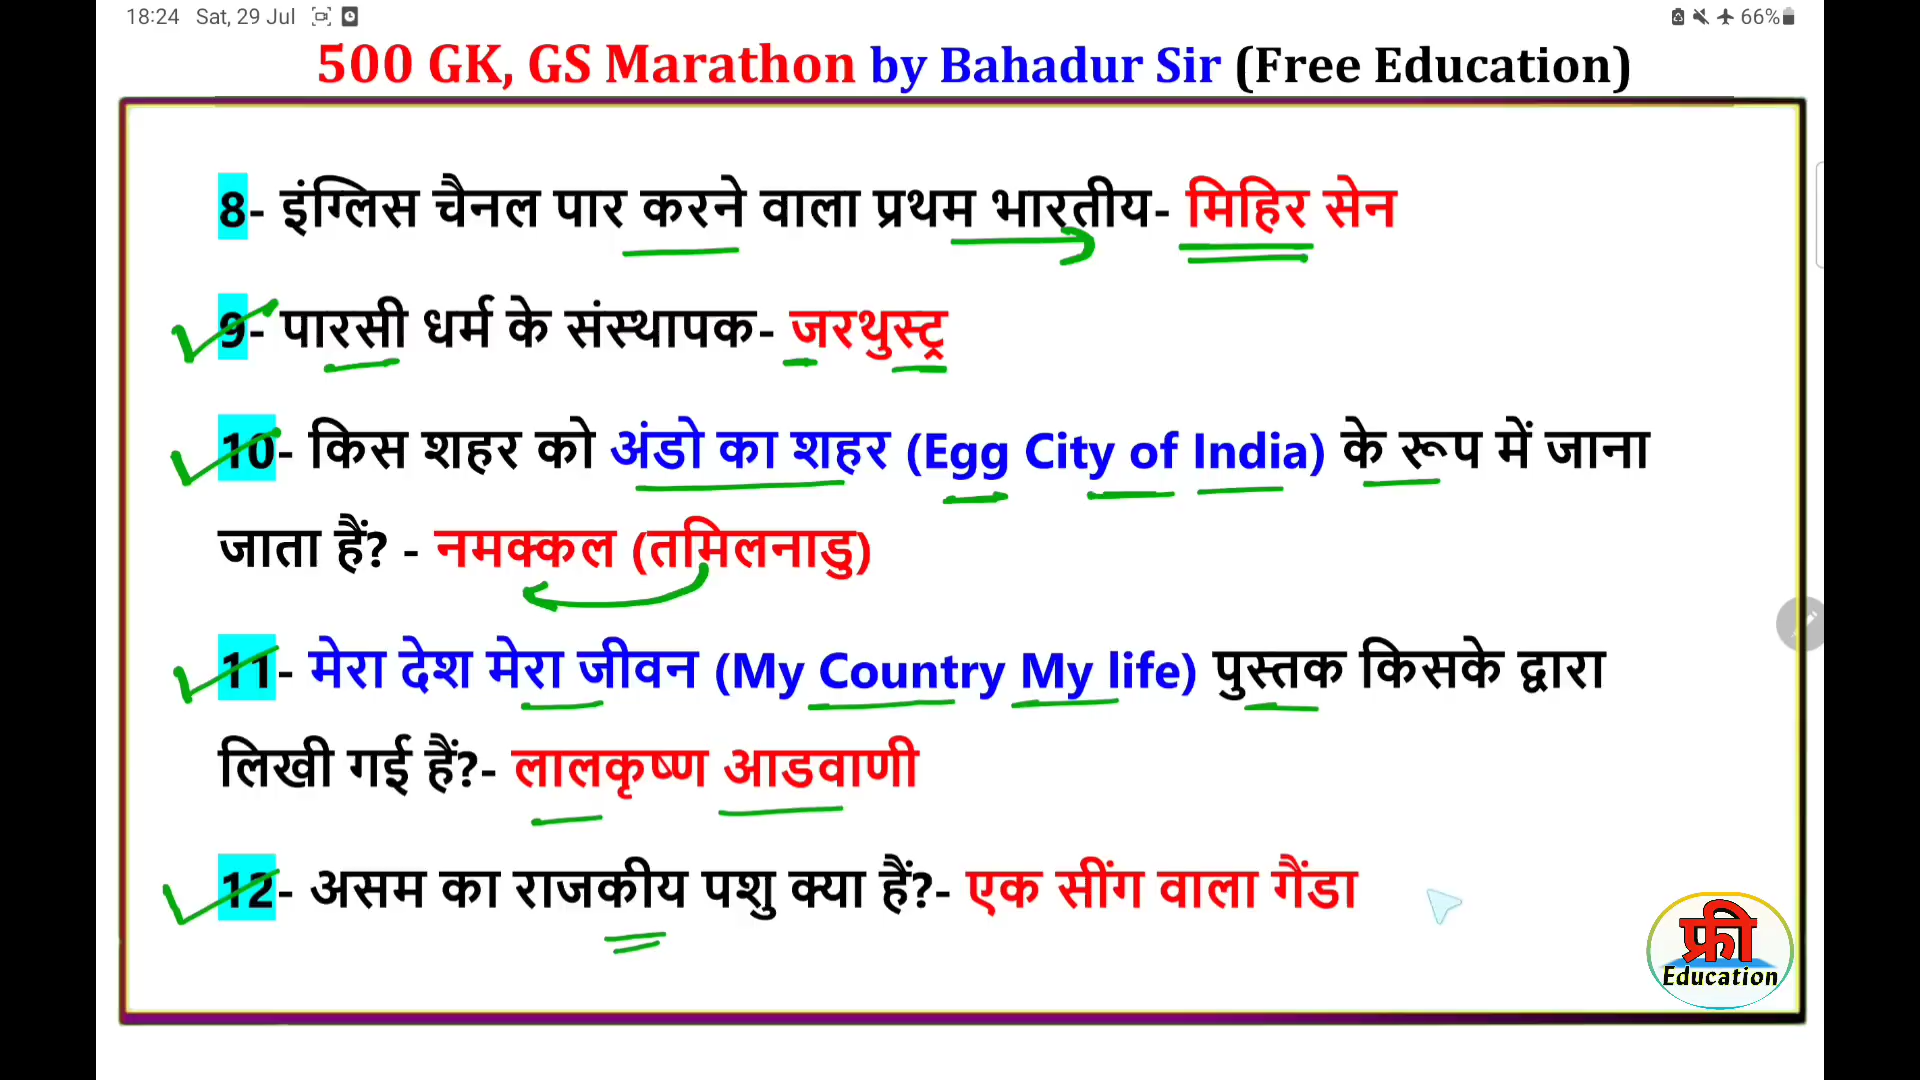 18:24 Sat, 29 Jul
66%
500 GK, GS Marathon by Bahadur Sir (Free Education)
8- इंग्लिस चैनल पार करने वाला प्रथम भारतीय- मिहिर सेन
9- पारसी धर्म के संस्थापक- जरथुस्ट्र
10- किस शहर को अंडो का शहर (Egg City of India) के रूप में जाना
जाता हैं? - नमक्कल (तमिलनाडु)
11- मेरा देश मेरा जीवन (My Country My life) पुस्तक किसके द्वारा
लिखी गई हैं?- लालकृष्ण आडवाणी
12- असम का राजकीय पशु क्या हैं?- एक सींग वाला गैंडा
फ्री
Education